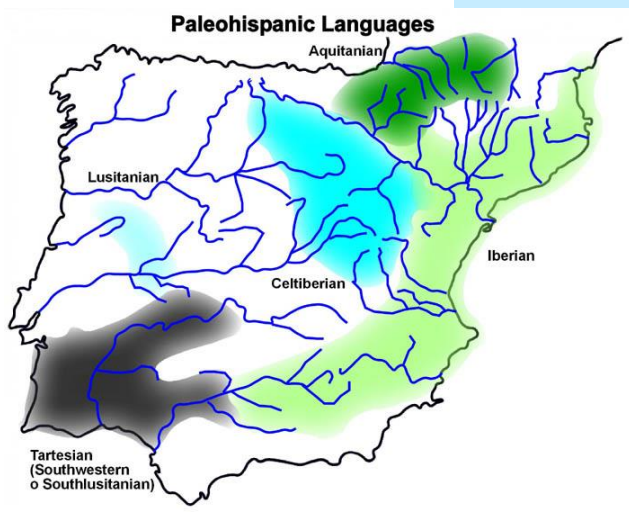 Paleohispanic Languages
Aquitanian
Lusitanian
Iberian
Celtiberian
Tartesian
(Southwestern
o Southlusitanian)